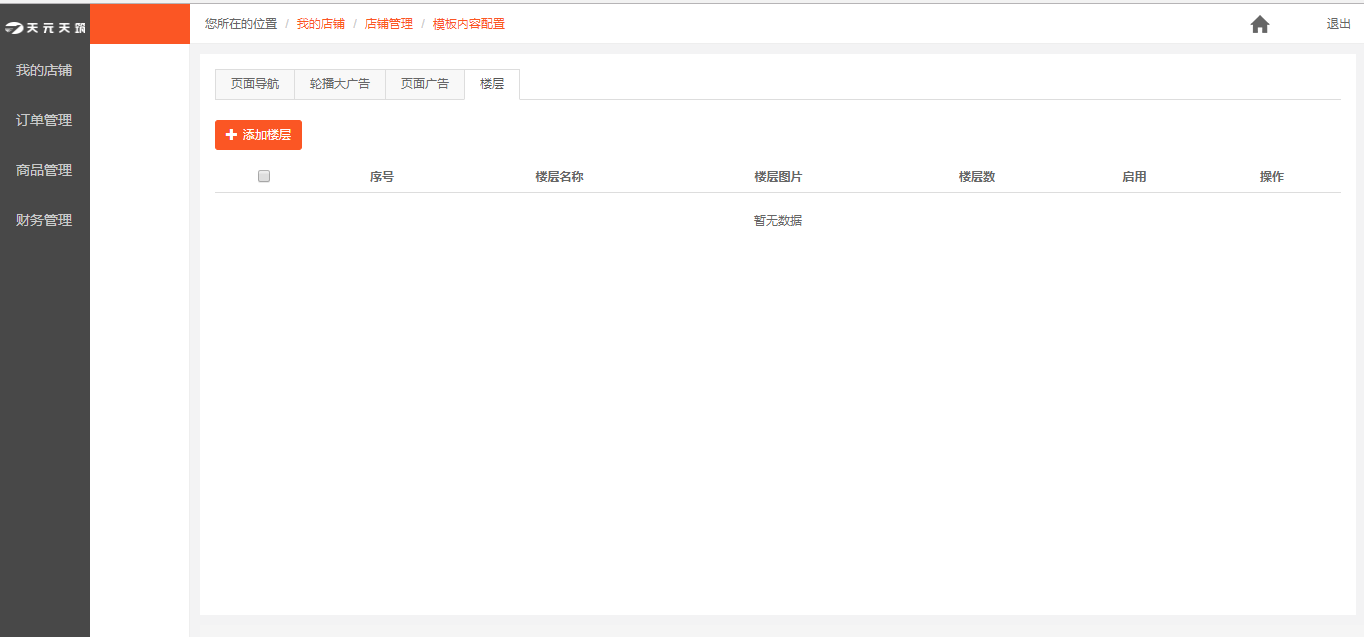 天元天筑
我的店铺
订单管理
商品管理
财务管理
您所在的位置 / 我的店铺 / 店铺管理 / 模板内容配置
退出
页面导航 轮播大广告 页面广告 楼层
添加楼层
序号 楼层名称 楼层图片 楼层数 启用 操作
暂无数据